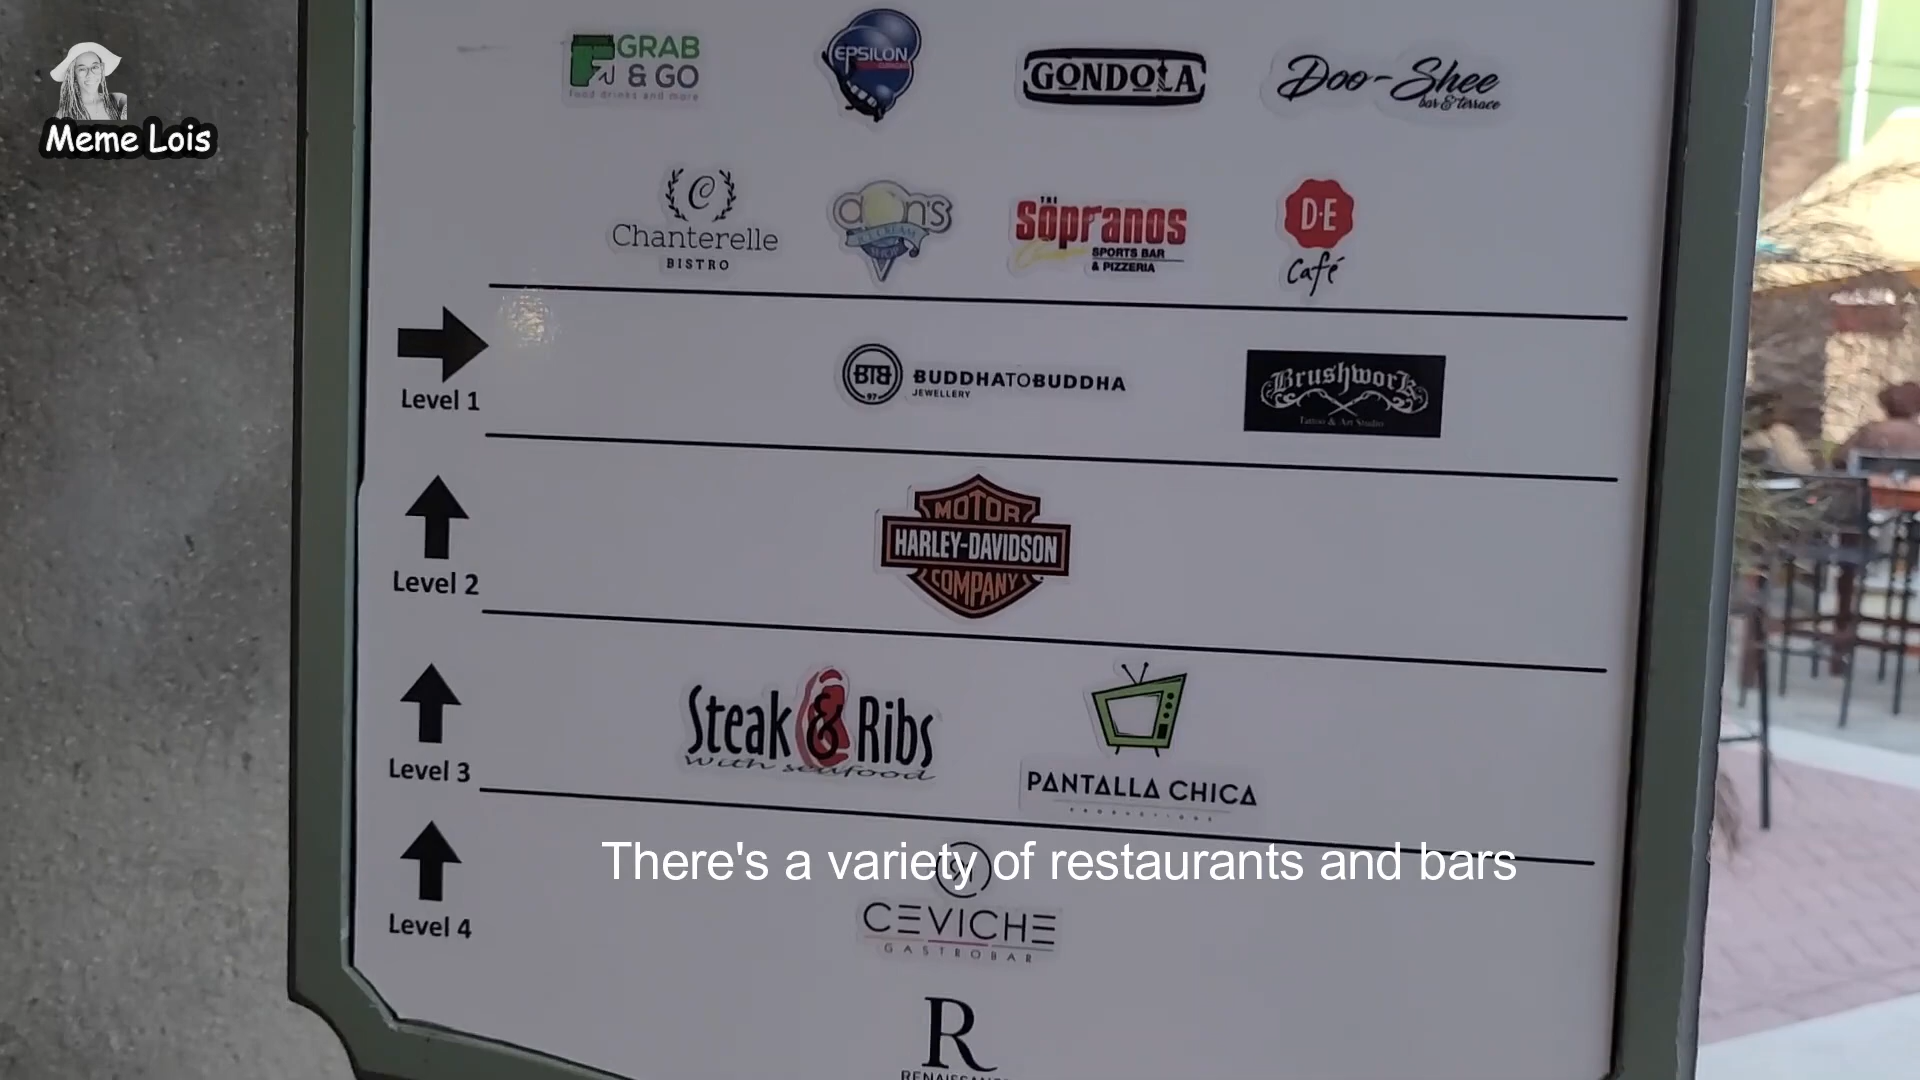 Meme Lois
GRAB
& GO
Food drinks and more
EPSILON
GONDOLA
Doo-Shee
bar & terrace
C
Chanterelle
BISTRO
don's
ICE CREAM
THE
Sopranos
SPORTS BAR
& PIZZERIA
D·E
Café
Level 1
BTB
97
BUDDHATOBUDDHA
JEWELLERY
Brushwork
Tattoo & Art Studio
Level 2
MOTOR
HARLEY-DAVIDSON
COMPANY
Level 3
Steak & Ribs
with seafood
PANTALLA CHICA
There's a variety of restaurants and bars
Level 4
CEVICHE
GASTROBAR
R